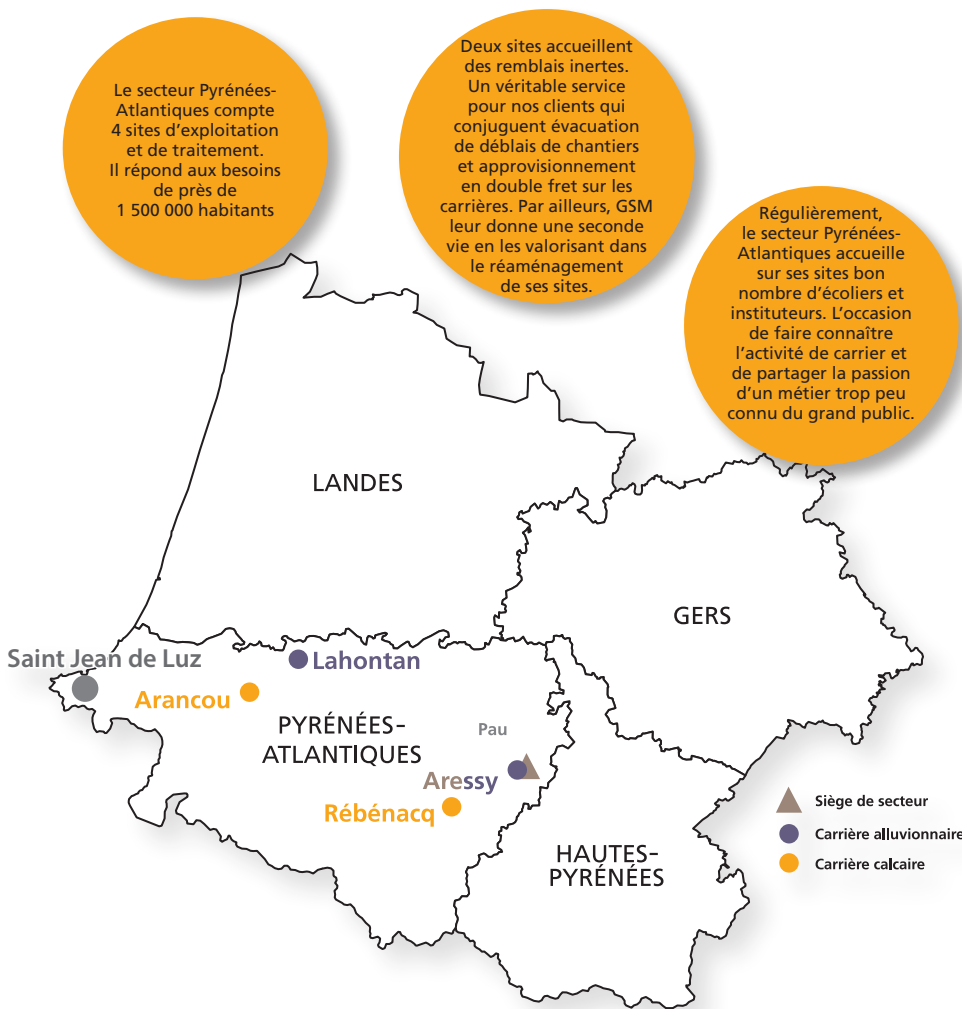 Le secteur Pyrénées-
Atlantiques compte
4 sites d'exploitation
et de traitement.
Il répond aux besoins
de près de
1 500 000 habitants
Deux sites accueillent
des remblais inertes.
Un véritable service
pour nos clients qui
conjuguent évacuation
de déblais de chantiers
et approvisionnement
en double fret sur les
carrières. Par ailleurs, GSM
leur donne une seconde
vie en les valorisant dans
le réaménagement
de ses sites.
Régulièrement,
le secteur Pyrénées-
Atlantiques accueille
sur ses sites bon
nombre d'écoliers et
instituteurs. L'occasion
de faire connaître
l'activité de carrier et
de partager la passion
d'un métier trop peu
connu du grand public.
LANDES
GERS
Saint Jean de Luz
Lahontan
Arancou
PYRÉNÉES-
ATLANTIQUES
Pau
Aressy
Rébénacq
HAUTES-
PYRÉNÉES
Siège de secteur
Carrière alluvionnaire
Carrière calcaire